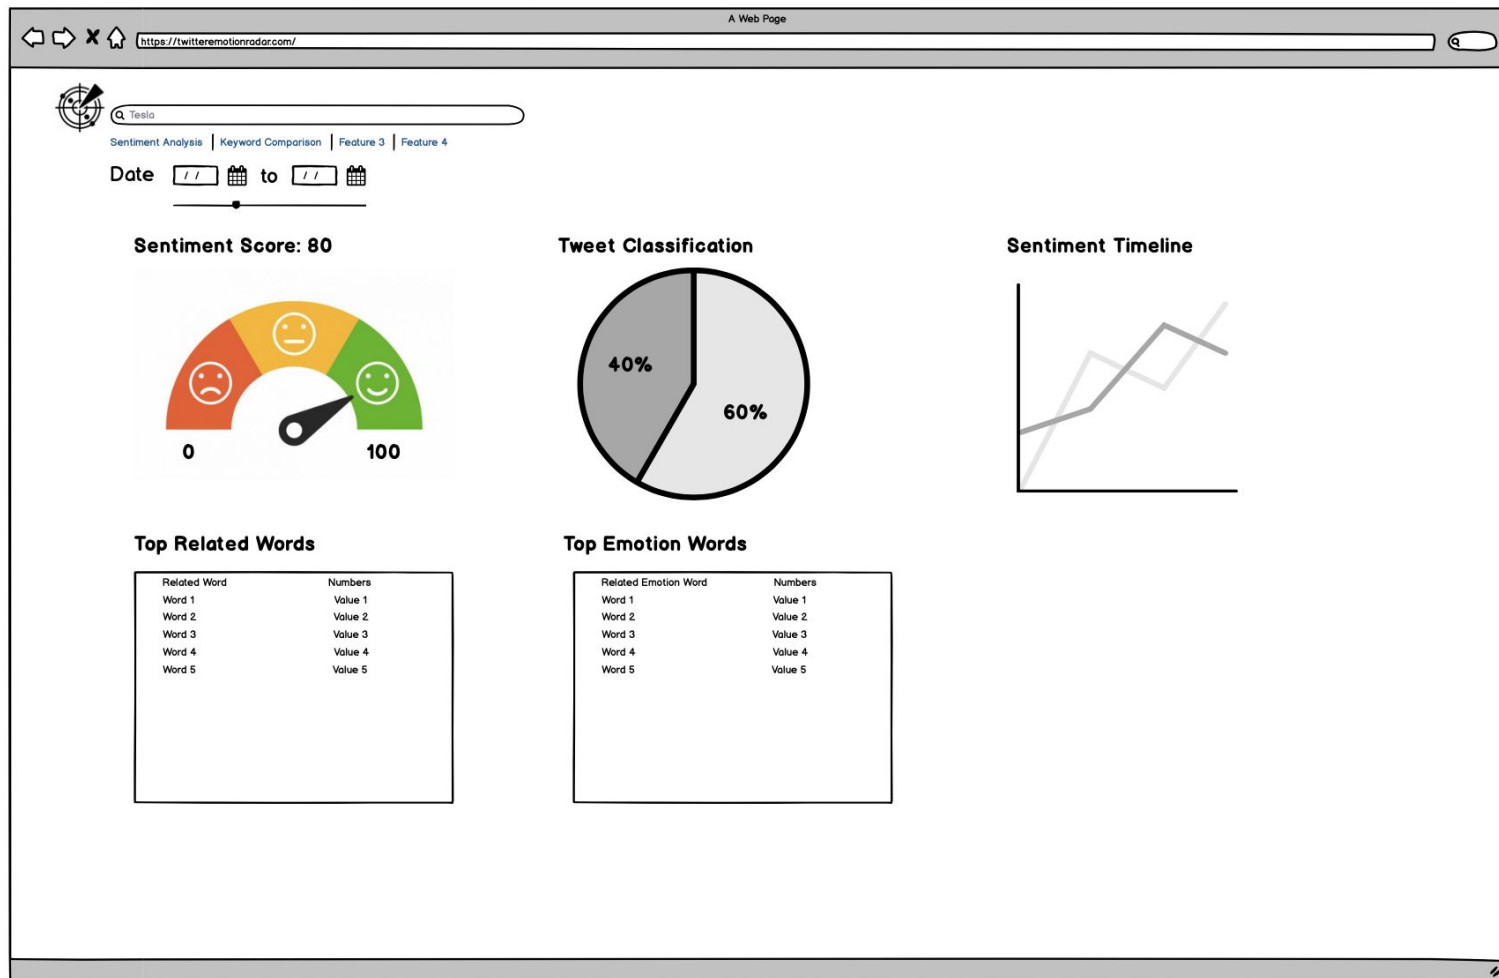 A Web Page
https://twitteremotionradar.com/
Tesla
Sentiment Analysis | Keyword Comparison | Feature 3 | Feature 4
Date / / to / /
Sentiment Score: 80
0 100
Tweet Classification
40%
60%
Sentiment Timeline
Top Related Words
Related Word Numbers
Word 1 Value 1
Word 2 Value 2
Word 3 Value 3
Word 4 Value 4
Word 5 Value 5
Top Emotion Words
Related Emotion Word Numbers
Word 1 Value 1
Word 2 Value 2
Word 3 Value 3
Word 4 Value 4
Word 5 Value 5